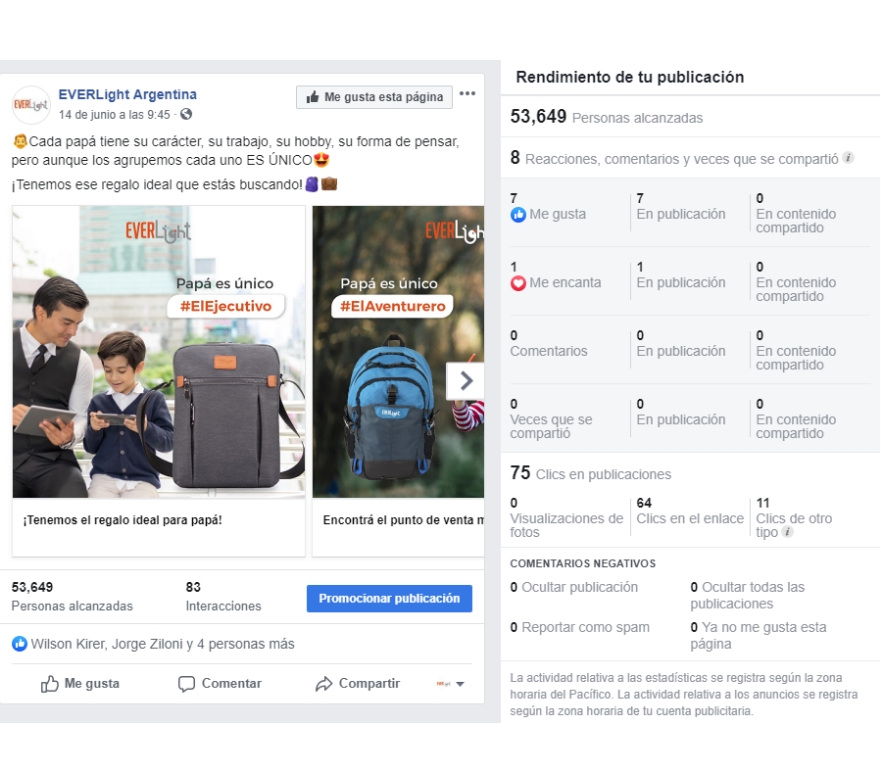 EVERLight Argentina
14 de junio a las 9:45 ·
Me gusta esta página
Cada papá tiene su carácter, su trabajo, su hobby, su forma de pensar,
pero aunque los agrupemos cada uno ES ÚNICO
¡Tenemos ese regalo ideal que estás buscando!
EVERLight
Papá es único
#ElEjecutivo
¡Tenemos el regalo ideal para papá!
EVERLigh
Papá es único
#ElAventurero
Encontrá el punto de venta m
53,649
Personas alcanzadas
83
Interacciones
Promocionar publicación
Wilson Kirer, Jorge Ziloni y 4 personas más
Me gusta
Comentar
Compartir
Rendimiento de tu publicación
53,649 Personas alcanzadas
8 Reacciones, comentarios y veces que se compartió
7
Me gusta
7
En publicación
0
En contenido
compartido
1
Me encanta
1
En publicación
0
En contenido
compartido
0
Comentarios
0
En publicación
0
En contenido
compartido
0
Veces que se
compartió
0
En publicación
0
En contenido
compartido
75 Clics en publicaciones
0
Visualizaciones de
fotos
64
Clics en el enlace
11
Clics de otro
tipo
COMENTARIOS NEGATIVOS
0 Ocultar publicación
0 Ocultar todas las
publicaciones
0 Reportar como spam
0 Ya no me gusta esta
página
La actividad relativa a las estadísticas se registra según la zona
horaria del Pacífico. La actividad relativa a los anuncios se registra
según la zona horaria de tu cuenta publicitaria.